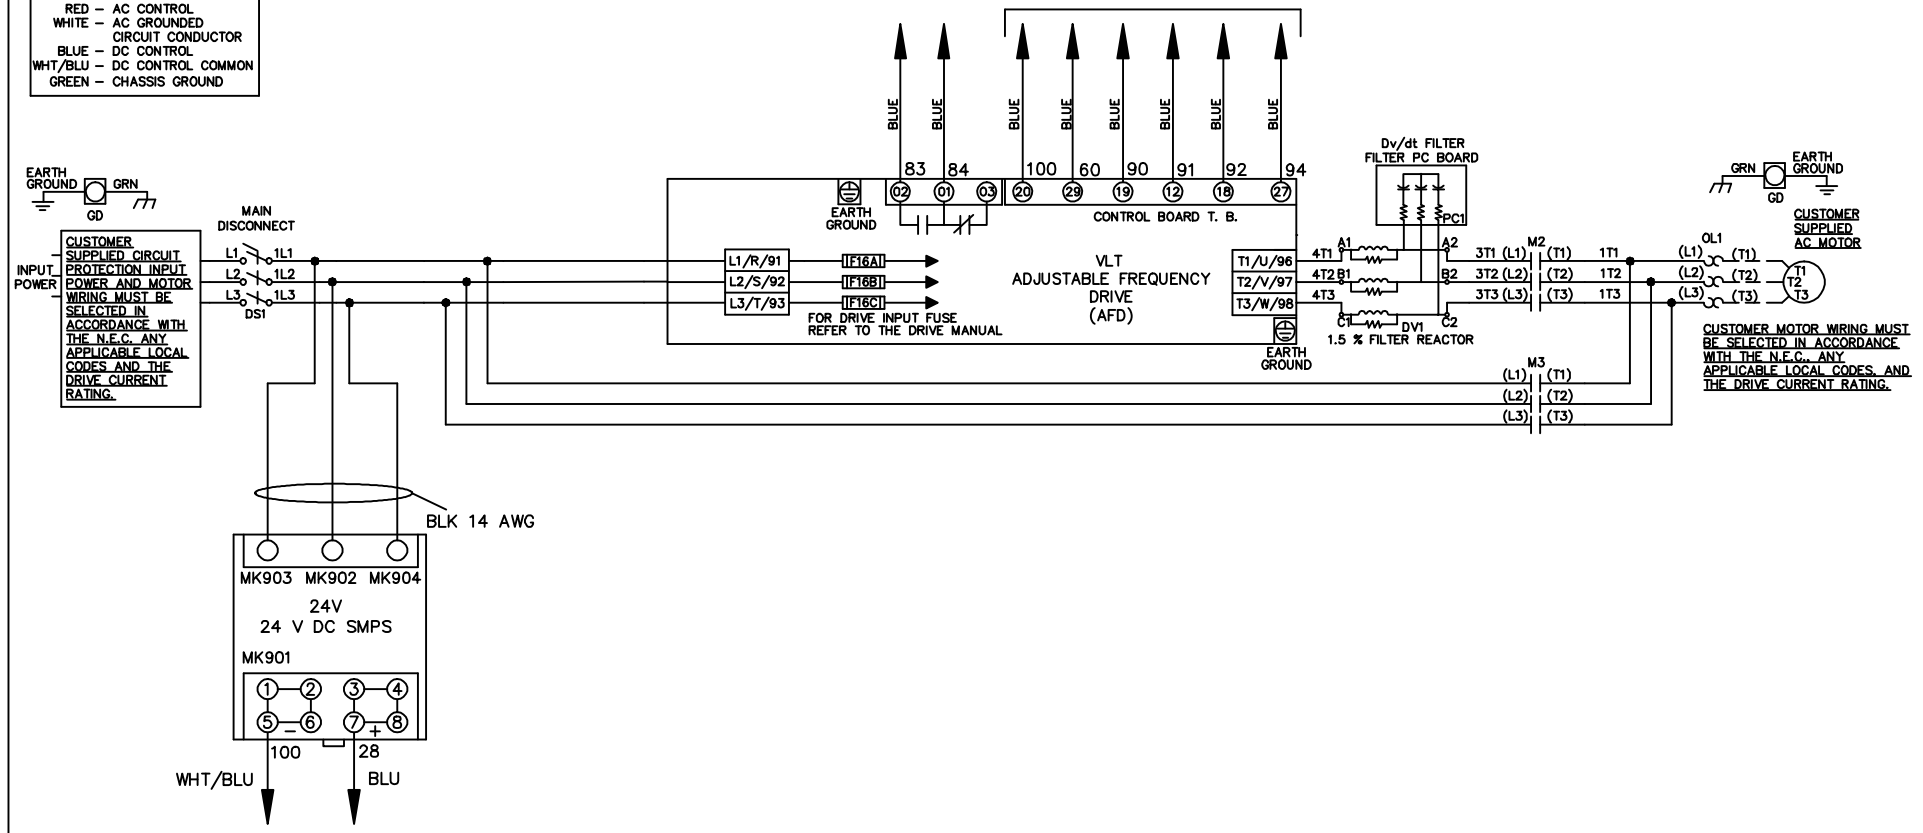 RED – AC CONTROL
WHITE – AC GROUNDED
CIRCUIT CONDUCTOR
BLUE – DC CONTROL
WHT/BLU – DC CONTROL COMMON
GREEN – CHASSIS GROUND
BLUE
BLUE
BLUE
BLUE
BLUE
BLUE
BLUE
BLUE
83 84 100 60 90 91 92 94
02 01 03 20 29 19 12 18 27
EARTH
GROUND
CONTROL BOARD T. B.
EARTH
GROUND
GRN
GD
MAIN
DISCONNECT
CUSTOMER
SUPPLIED CIRCUIT
PROTECTION INPUT
POWER AND MOTOR
WIRING MUST BE
SELECTED IN
ACCORDANCE WITH
THE N.E.C. ANY
APPLICABLE LOCAL
CODES AND THE
DRIVE CURRENT
RATING.
INPUT
POWER
L1 1L1
L2 1L2
L3 1L3
DS1
L1/R/91 F16A
L2/S/92 F16B
L3/T/93 F16C
FOR DRIVE INPUT FUSE
REFER TO THE DRIVE MANUAL
VLT
ADJUSTABLE FREQUENCY
DRIVE
(AFD)
T1/U/96
T2/V/97
T3/W/98
EARTH
GROUND
Dv/dt FILTER
FILTER PC BOARD
PC1
4T1 A1 A2
4T2 B1 B2
4T3 C1 C2
DV1
1.5 % FILTER REACTOR
M2
3T1 (L1) (T1) 1T1
3T2 (L2) (T2) 1T2
3T3 (L3) (T3) 1T3
M3
(L1) (T1)
(L2) (T2)
(L3) (T3)
OL1
(L1) (T1)
(L2) (T2)
(L3) (T3)
T1
T2
T3
GRN
EARTH
GROUND
GD
CUSTOMER
SUPPLIED
AC MOTOR
CUSTOMER MOTOR WIRING MUST
BE SELECTED IN ACCORDANCE
WITH THE N.E.C., ANY
APPLICABLE LOCAL CODES, AND
THE DRIVE CURRENT RATING.
BLK 14 AWG
MK903 MK902 MK904
24V
24 V DC SMPS
MK901
1 2 3 4
5 6 7 8
– +
100 28
WHT/BLU BLU